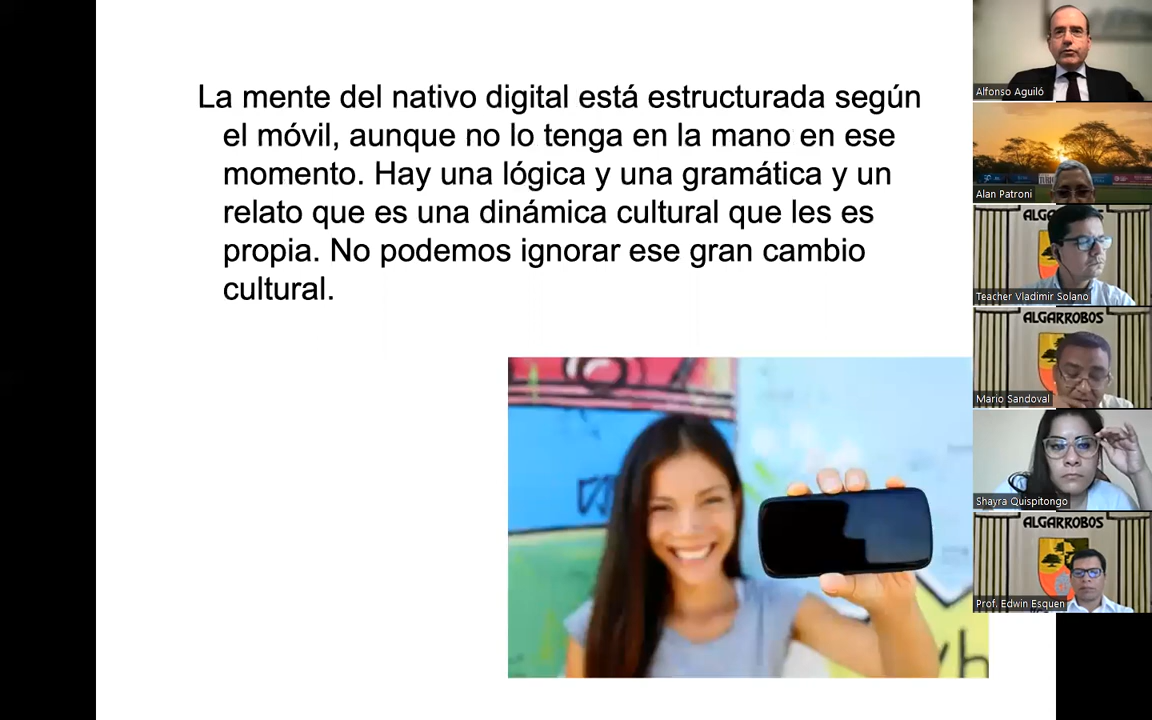 La mente del nativo digital está estructurada según
el móvil, aunque no lo tenga en la mano en ese
momento. Hay una lógica y una gramática y un
relato que es una dinámica cultural que les es
propia. No podemos ignorar ese gran cambio
cultural.
Alfonso Aguiló
Alan Patroni
ALGA
Teacher Vladimir Solano
ALGARROBOS
Mario Sandoval
Shayra Quispitongo
ALGARROBOS
Prof. Edwin Esquen